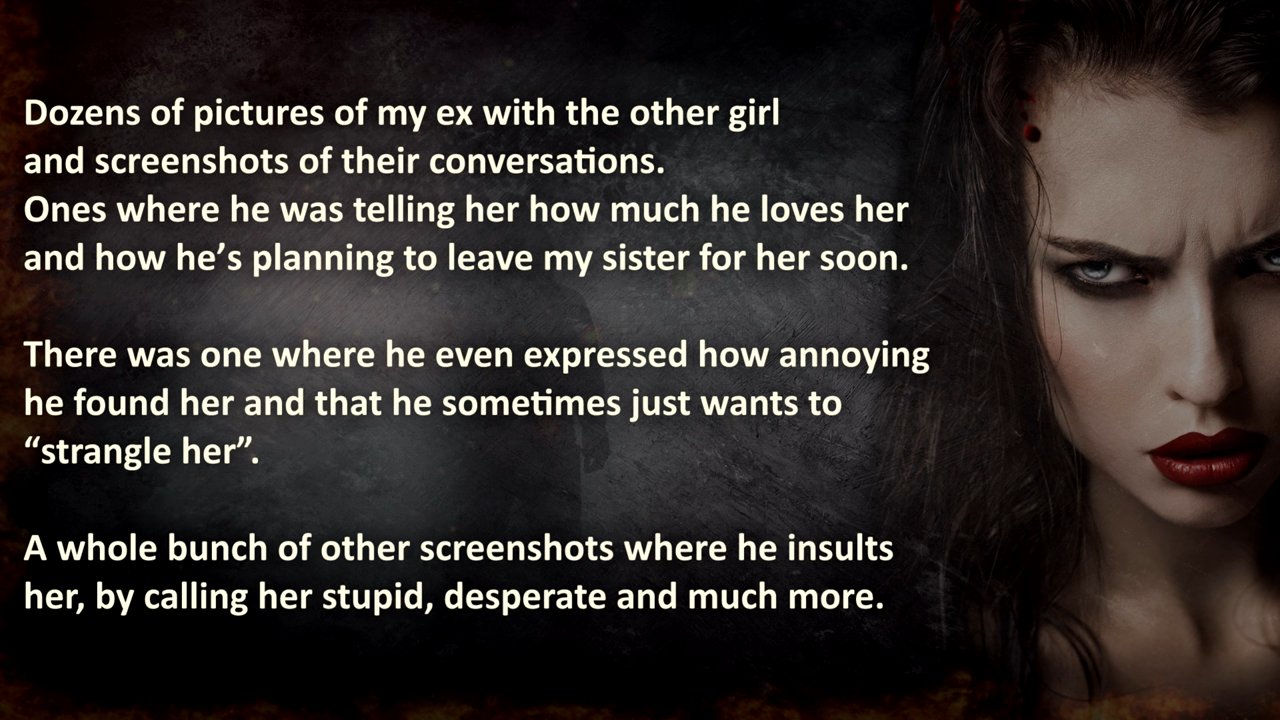 Dozens of pictures of my ex with the other girl
and screenshots of their conversations.
Ones where he was telling her how much he loves her
and how he’s planning to leave my sister for her soon.
There was one where he even expressed how annoying
he found her and that he sometimes just wants to
“strangle her”.
A whole bunch of other screenshots where he insults
her, by calling her stupid, desperate and much more.